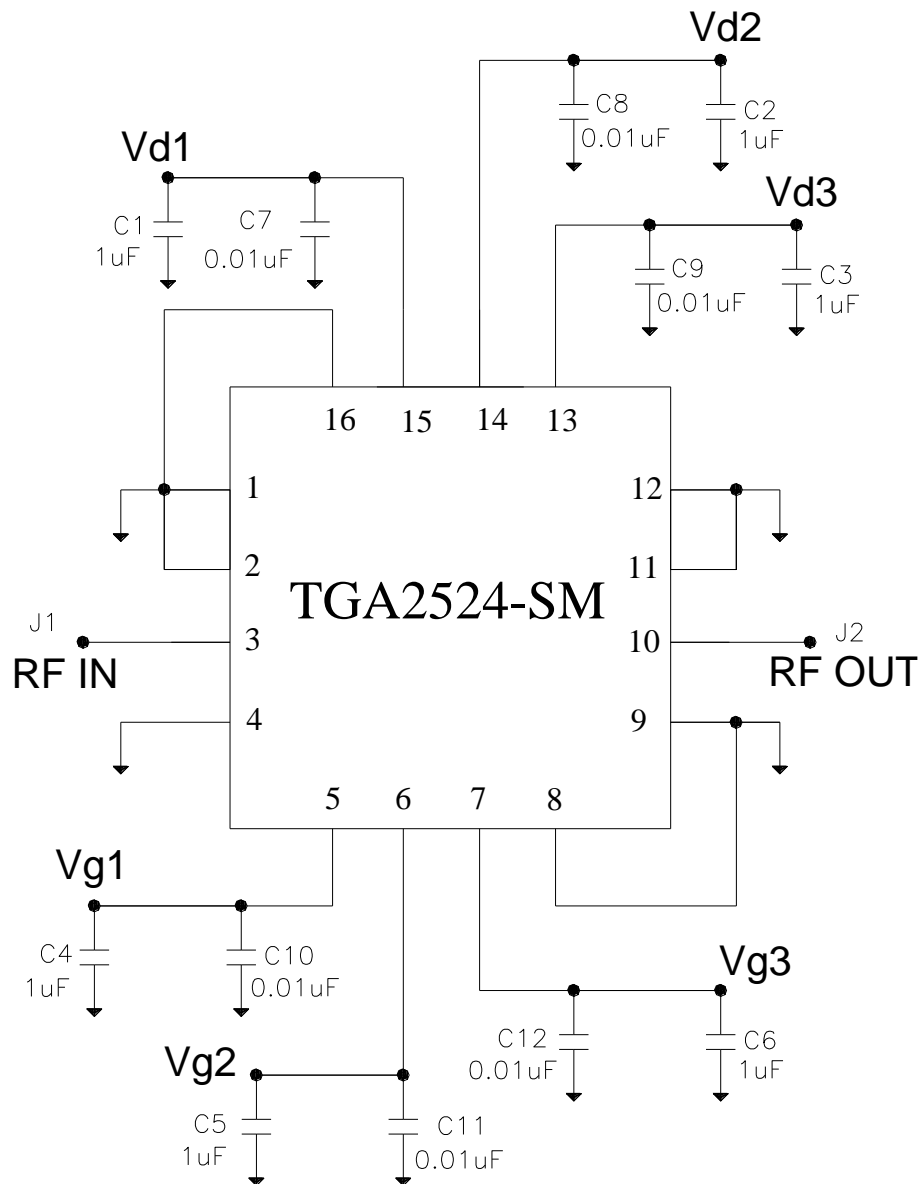 Vd2
C8
0.01uF
C2
1uF
Vd1
C1
1uF
C7
0.01uF
Vd3
C9
0.01uF
C3
1uF
16
15
14
13
1
12
2
11
TGA2524-SM
J1
RF IN
3
10
J2
RF OUT
4
9
5
6
7
8
Vg1
C4
1uF
C10
0.01uF
Vg3
C12
0.01uF
C6
1uF
Vg2
C5
1uF
C11
0.01uF